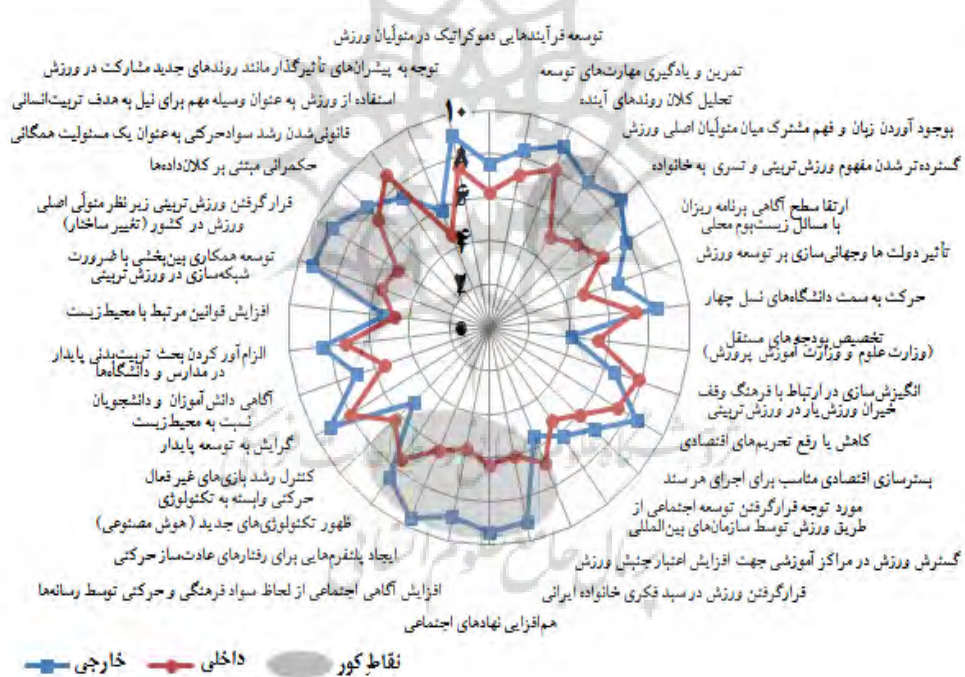 توسعه فرآیندهایی دموکراتیک در متولّیان ورزش
توجه به پیشران‌های تأثیرگذار مانند روندهای جدید مشارکت در ورزش
تمرین و یادگیری مهارت‌های توسعه
استفاده از ورزش به عنوان وسیله مهم برای نیل به هدف تربیت‌انسانی
تحلیل کلان روندهای آینده
قانونی‌شدن رشد سوادحرکتی به‌عنوان یک مسئولیت همگانی
بوجود آوردن زبان و فهم مشترک میان متولّیان اصلی ورزش
حکمرانی مبتنی بر کلان‌داده‌ها
گسترده‌تر شدن مفهوم ورزش تربیتی و تسری به خانواده
قرارگرفتن ورزش تربیتی زیر نظر متولّی اصلی
ورزش در کشور (تغییر ساختار)
ارتقا سطح آگاهی برنامه ریزان
با مسائل زیست‌بوم محلی
توسعه همکاری بین‌بخشی با ضرورت
شبکه‌سازی در ورزش تربیتی
تأثیر دولت ها وجهانی‌سازی بر توسعه ورزش
افزایش قوانین مرتبط با محیط‌زیست
حرکت به سمت دانشگاه‌های نسل چهار
الزام‌آور کردن بحث تربیت‌بدنی پایدار
در مدارس و دانشگاه‌ها
تخصیص بودجه‌های مستقل
(وزارت علوم و وزارت آموزش پرورش)
آگاهی دانش‌آموزان و دانشجویان
نسبت به محیط‌زیست
انگیزش‌سازی در ارتباط با فرهنگ وقف
خیران ورزش‌یار در ورزش تربیتی
گرایش به توسعه پایدار
کاهش یا رفع تحریم‌های اقتصادی
کنترل رشد بازی‌های غیر فعال
حرکتی وابسته به تکنولوژی
بسترسازی اقتصادی مناسب برای اجرای هر سند
ظهور تکنولوژی‌های جدید (هوش مصنوعی)
مورد توجه قرارگرفتن توسعه اجتماعی از
طریق ورزش توسط سازمان‌های بین‌المللی
ایجاد پلتفرم‌هایی برای رفتارهای عادت‌ساز حرکتی
گسترش ورزش در مراکز آموزشی جهت افزایش اعتبار جنبش ورزش
افزایش آگاهی اجتماعی از لحاظ سواد فرهنگی و حرکتی توسط رسانه‌ها
قرارگرفتن ورزش در سبد فکری خانواده ایرانی
هم‌افزایی نهادهای اجتماعی
۱۰
۸
۶
۴
۲
۰
نقاط کور
داخلی
خارجی